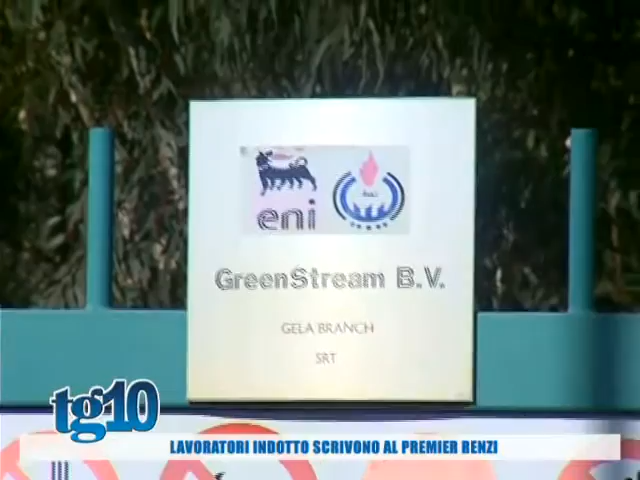 eni
GreenStream B.V.
GELA BRANCH
SRT
tg10
LAVORATORI INDOTTO SCRIVONO AL PREMIER RENZI